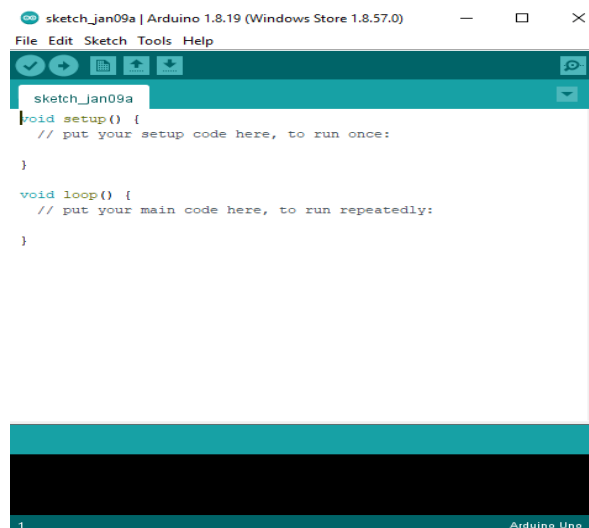 sketch_jan09a | Arduino 1.8.19 (Windows Store 1.8.57.0)
File Edit Sketch Tools Help
sketch_jan09a
void setup() {
// put your setup code here, to run once:
}
void loop() {
// put your main code here, to run repeatedly:
}
1 Arduino Uno